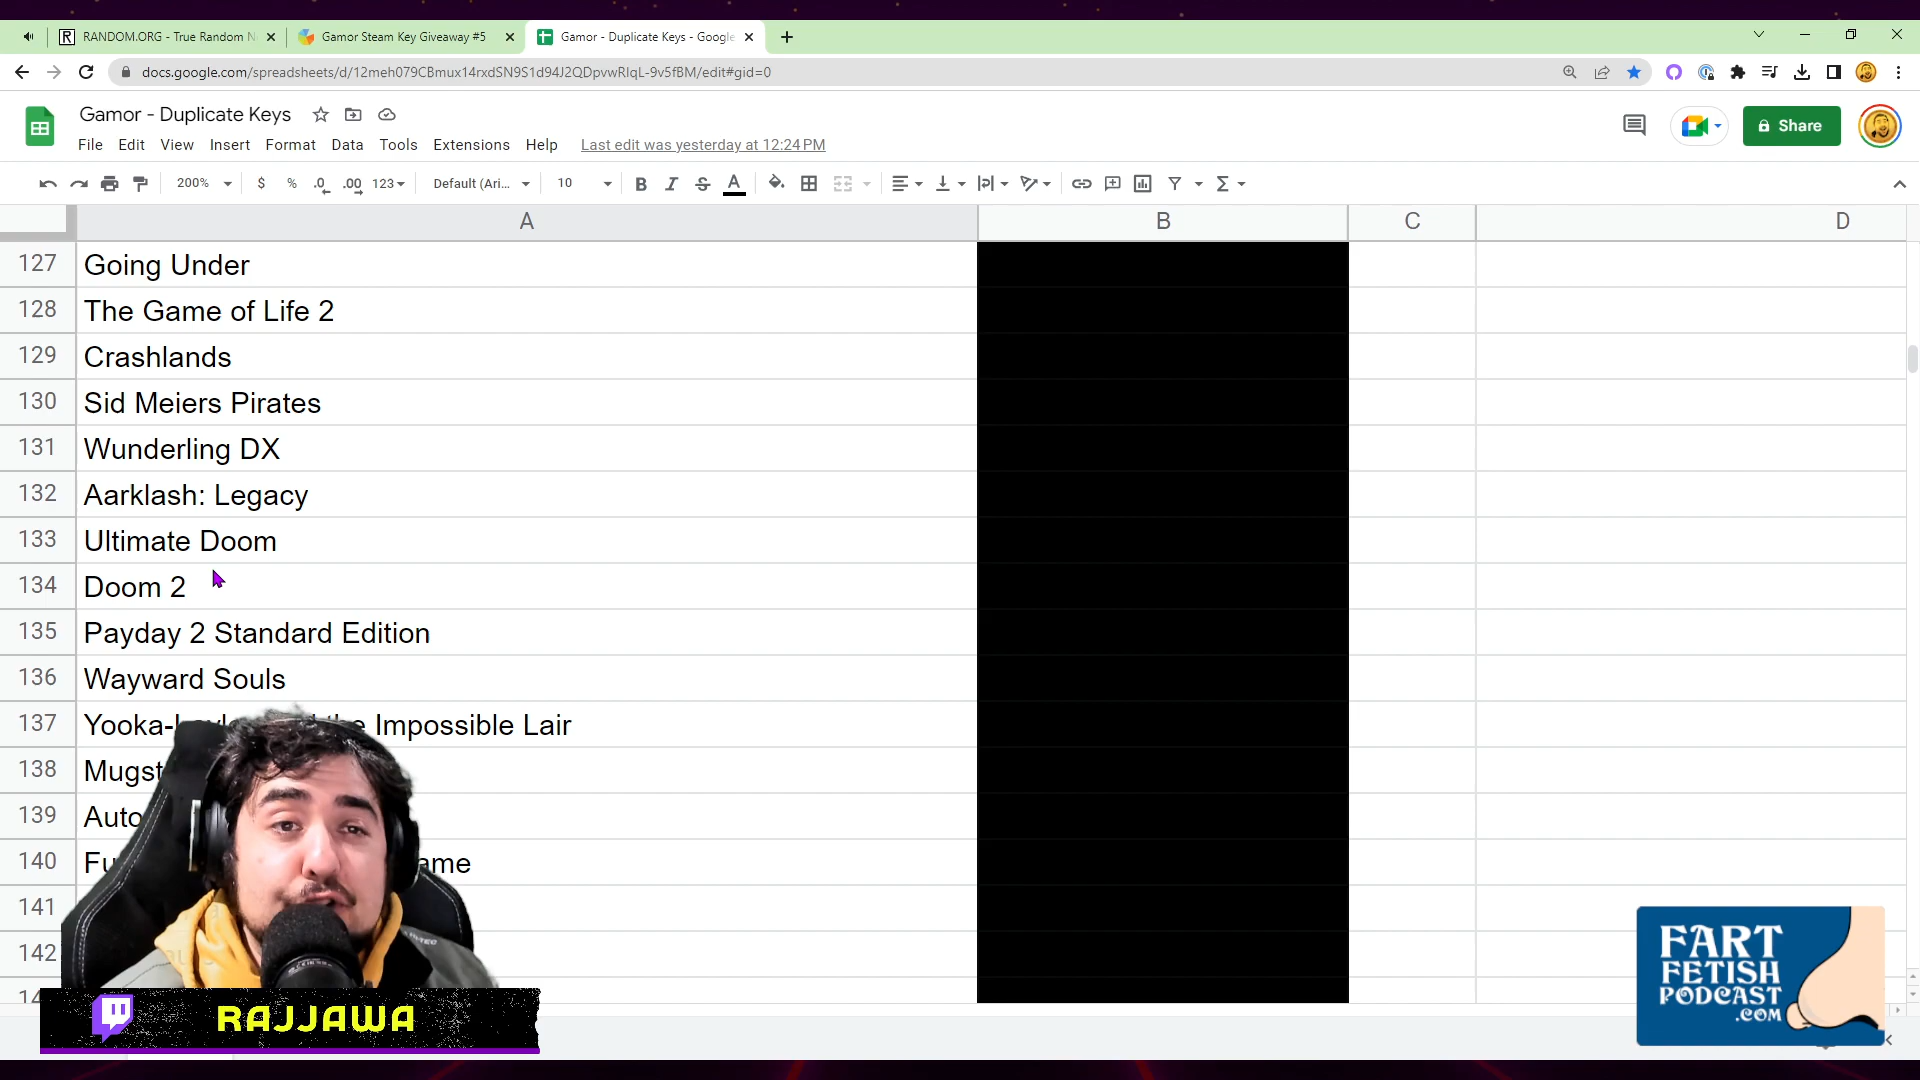 RANDOM.ORG - True Random N
Gamor Steam Key Giveaway #5
Gamor - Duplicate Keys - Google
docs.google.com/spreadsheets/d/12meh079CBmux14rxdSN9S1d94J2QDpvwRIqL-9v5fBM/edit#gid=0
Gamor - Duplicate Keys
File Edit View Insert Format Data Tools Extensions Help Last edit was yesterday at 12:24 PM
Share
200% $ % .0 .00 123 Default (Ari... 10 B I S A
A B C D
127 Going Under
128 The Game of Life 2
129 Crashlands
130 Sid Meiers Pirates
131 Wunderling DX
132 Aarklash: Legacy
133 Ultimate Doom
134 Doom 2
135 Payday 2 Standard Edition
136 Wayward Souls
137 Yooka- the Impossible Lair
138
139
140
141
142
RAJJAWA
FART
FETISH
PODCAST
.COM